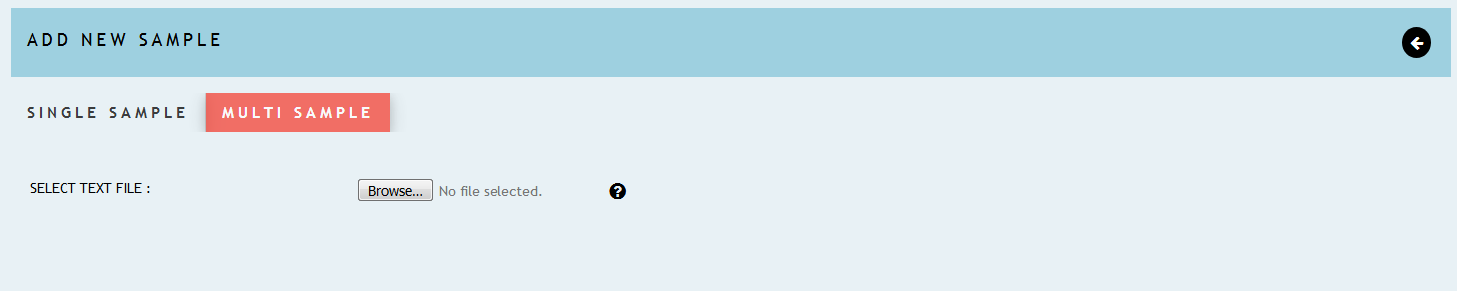 ADD NEW SAMPLE
SINGLE SAMPLE MULTI SAMPLE
SELECT TEXT FILE : Browse... No file selected. ?